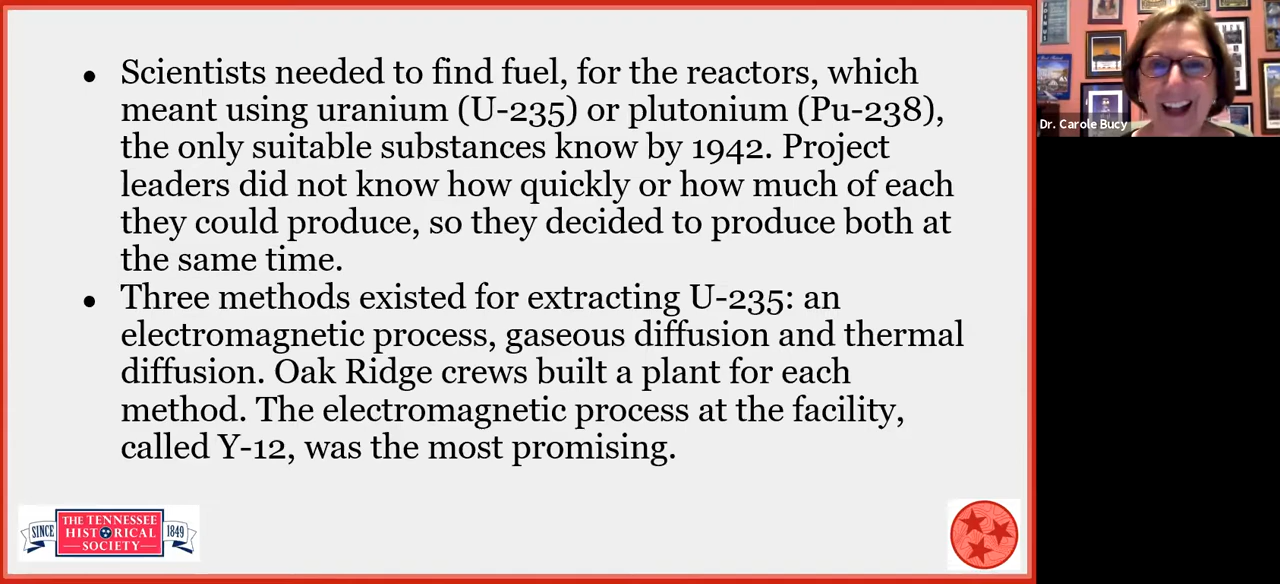 ● Scientists needed to find fuel, for the reactors, which
meant using uranium (U-235) or plutonium (Pu-238),
the only suitable substances know by 1942. Project
leaders did not know how quickly or how much of each
they could produce, so they decided to produce both at
the same time.
● Three methods existed for extracting U-235: an
electromagnetic process, gaseous diffusion and thermal
diffusion. Oak Ridge crews built a plant for each
method. The electromagnetic process at the facility,
called Y-12, was the most promising.
SINCE THE TENNESSEE HISTORICAL SOCIETY 1849
Dr. Carole Bucy